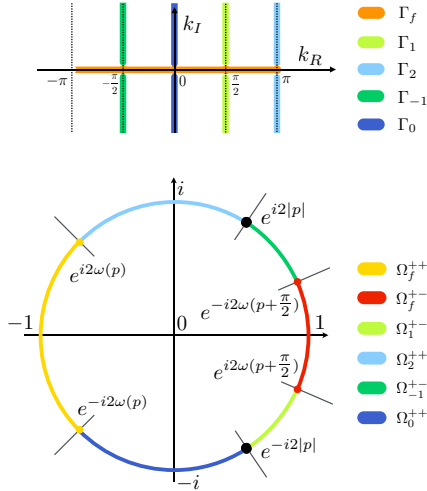 k_I
k_R
−π
−π/2
0
π/2
π
Γ_f
Γ_1
Γ_2
Γ_{−1}
Γ_0
i
e^{i2|p|}
e^{i2ω(p)}
e^{−i2ω(p+π/2)}
−1
0
1
e^{i2ω(p+π/2)}
e^{−i2ω(p)}
e^{−i2|p|}
−i
Ω_f^{++}
Ω_f^{+−}
Ω_1^{+−}
Ω_2^{++}
Ω_{−1}^{+−}
Ω_0^{++}